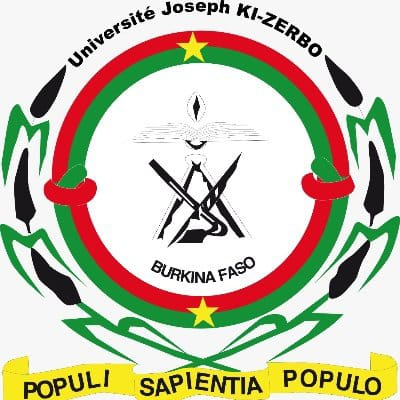 Université Joseph KI-ZERBO
BURKINA FASO
POPULI SAPIENTIA POPULO